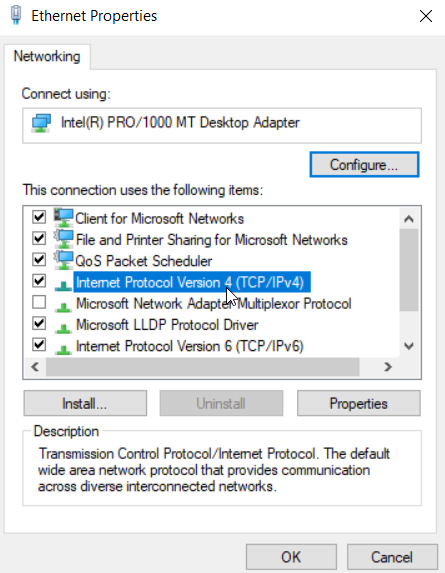 Ethernet Properties
Networking
Connect using:
Intel(R) PRO/1000 MT Desktop Adapter
Configure...
This connection uses the following items:
Client for Microsoft Networks
File and Printer Sharing for Microsoft Networks
QoS Packet Scheduler
Internet Protocol Version 4 (TCP/IPv4)
Microsoft Network Adapter Multiplexor Protocol
Microsoft LLDP Protocol Driver
Internet Protocol Version 6 (TCP/IPv6)
Install...
Uninstall
Properties
Description
Transmission Control Protocol/Internet Protocol. The default
wide area network protocol that provides communication
across diverse interconnected networks.
OK
Cancel